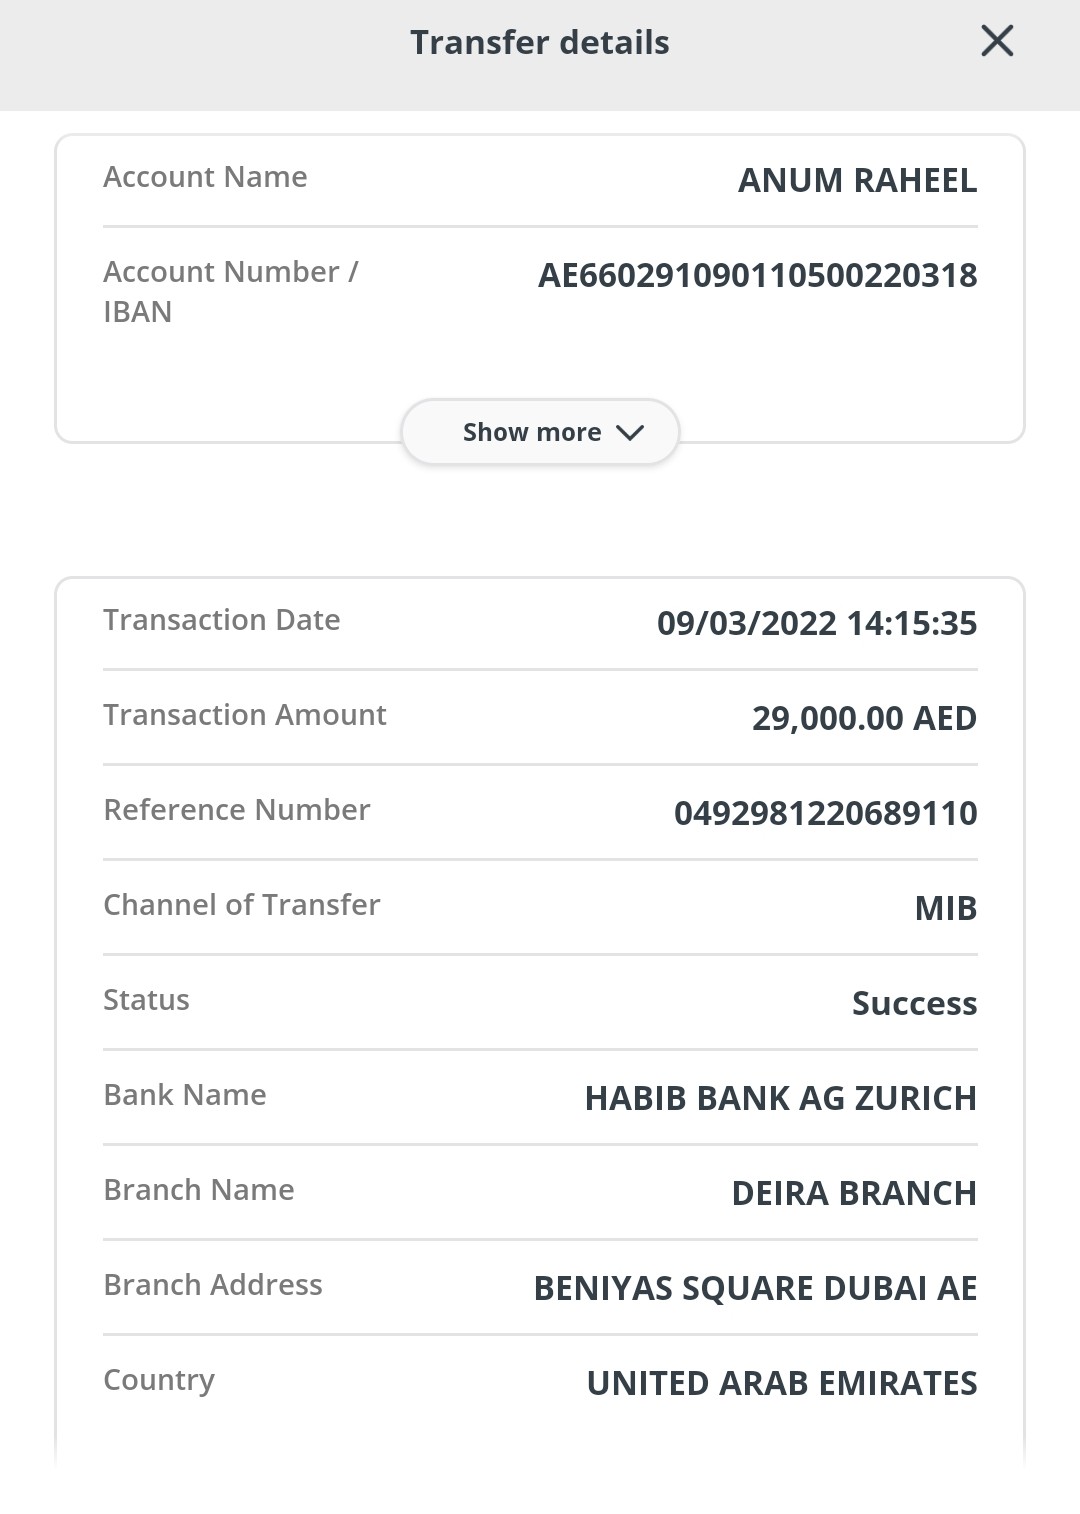 Transfer details
Account Name
ANUM RAHEEL
Account Number /
IBAN
AE660291090110500220318
Show more
Transaction Date
09/03/2022 14:15:35
Transaction Amount
29,000.00 AED
Reference Number
0492981220689110
Channel of Transfer
MIB
Status
Success
Bank Name
HABIB BANK AG ZURICH
Branch Name
DEIRA BRANCH
Branch Address
BENIYAS SQUARE DUBAI AE
Country
UNITED ARAB EMIRATES